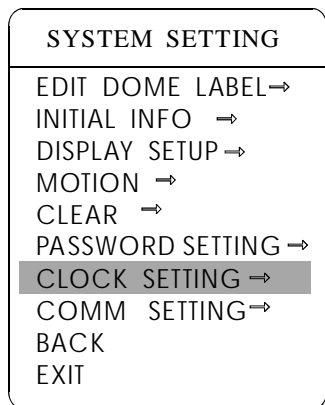 SYSTEM SETTING
EDIT DOME LABEL⇒
INITIAL INFO ⇒
DISPLAY SETUP⇒
MOTION ⇒
CLEAR ⇒
PASSWORD SETTING ⇒
CLOCK SETTING ⇒
COMM SETTING⇒
BACK
EXIT